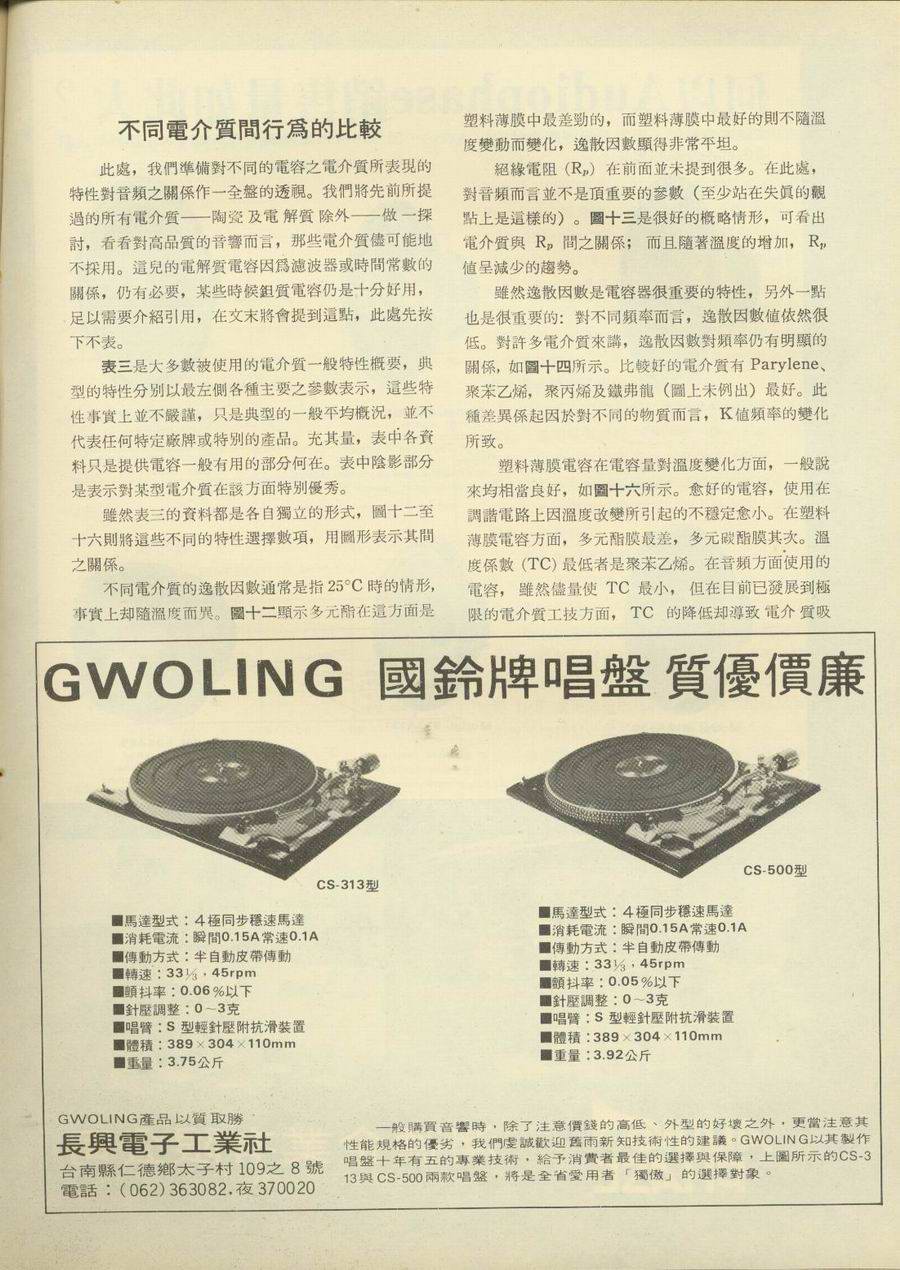 不同電介質間行爲的比較
此處，我們準備對不同的電容之電介質所表現的
特性對音頻之關係作一全盤的透視。我們將先前所提
過的所有電介質——陶瓷及電解質除外——做一探
討，看看對高品質的音響而言，那些電介質儘可能地
不採用。這兒的電解質電容因爲濾波器或時間常數的
關係，仍有必要，某些時候鉭質電容仍是十分好用，
足以需要介紹引用，在文末將會提到這點，此處先按
下不表。
表三是大多數被使用的電介質一般特性概要，典
型的特性分別以最左側各種主要之參數表示，這些特
性事實上並不嚴謹，只是典型的一般平均概況，並不
代表任何特定廠牌或特別的產品。充其量，表中各資
料只是提供電容一般有用的部分何在。表中陰影部分
是表示對某型電介質在該方面特别優秀。
雖然表三的資料都是各自獨立的形式，圖十二至
十六則將這些不同的特性選擇數項，用圖形表示其間
之關係。
不同電介質的逸散因數通常是指 25°C 時的情形，
事實上却隨溫度而異。圖十二顯示多元酯在這方面是
塑料薄膜中最差勁的，而塑料薄膜中最好的則不隨溫
度變動而變化，逸散因數顯得非常平坦。
絕緣電阻 (Rp) 在前面並未提到很多。在此處，
對音頻而言並不是頂重要的參數（至少站在失眞的觀
點上是這樣的）。圖十三是很好的概略情形，可看出
電介質與 Rp 間之關係；而且隨著溫度的增加，Rp
值呈減少的趨勢。
雖然逸散因數是電容器很重要的特性，另外一點
也是很重要的：對不同頻率而言，逸散因數値依然很
低。對許多電介質來講，逸散因數對頻率仍有明顯的
關係，如圖十四所示。比較好的電介質有 Parylene、
聚苯乙烯，聚丙烯及鐵弗龍（圖上未例出）最好。此
種差異係起因於對不同的物質而言，K値頻率的變化
所致。
塑料薄膜電容在電容量對溫度變化方面，一般說
來均相當良好，如圖十六所示。愈好的電容，使用在
調諧電路上因溫度改變所引起的不穩定愈小。在塑料
薄膜電容方面，多元酯膜最差，多元碳酯膜其次。溫
度係數 (TC) 最低者是聚苯乙烯。在音頻方面使用的
電容，雖然儘量使 TC 最小，但在目前已發展到極
限的電介質工技方面，TC 的降低却導致電介質吸
GWOLING 國鈴牌唱盤 質優價廉
CS-313型
■馬達型式：4極同步穩速馬達
■消耗電流：瞬間0.15A常速0.1A
■傳動方式：半自動皮帶傳動
■轉速：33⅓，45rpm
■顫抖率：0.06％以下
■針壓調整：0～3克
■唱臂：S 型輕針壓附抗滑裝置
■體積：389×304×110mm
■重量：3.75公斤
CS-500型
■馬達型式：4極同步穩速馬達
■消耗電流：瞬間0.15A常速0.1A
■傳動方式：半自動皮帶傳動
■轉速：33⅓，45rpm
■顫抖率：0.05％以下
■針壓調整：0～3克
■唱臂：S 型輕針壓附抗滑裝置
■體積：389×304×110mm
■重量：3.92公斤
GWOLING產品以質取勝
長興電子工業社
台南縣仁德鄉太子村109之8號
電話：(062)363082．夜370020
一般購買音響時，除了注意價錢的高低、外型的好壞之外，更當注意其
性能規格的優劣，我們虔誠歡迎舊雨新知技術性的建議。GWOLING以其製作
唱盤十年有五的專業技術，給予消費者最佳的選擇與保障，上圖所示的CS-3
13與CS-500兩款唱盤，將是全省愛用者「獨傲」的選擇對象。